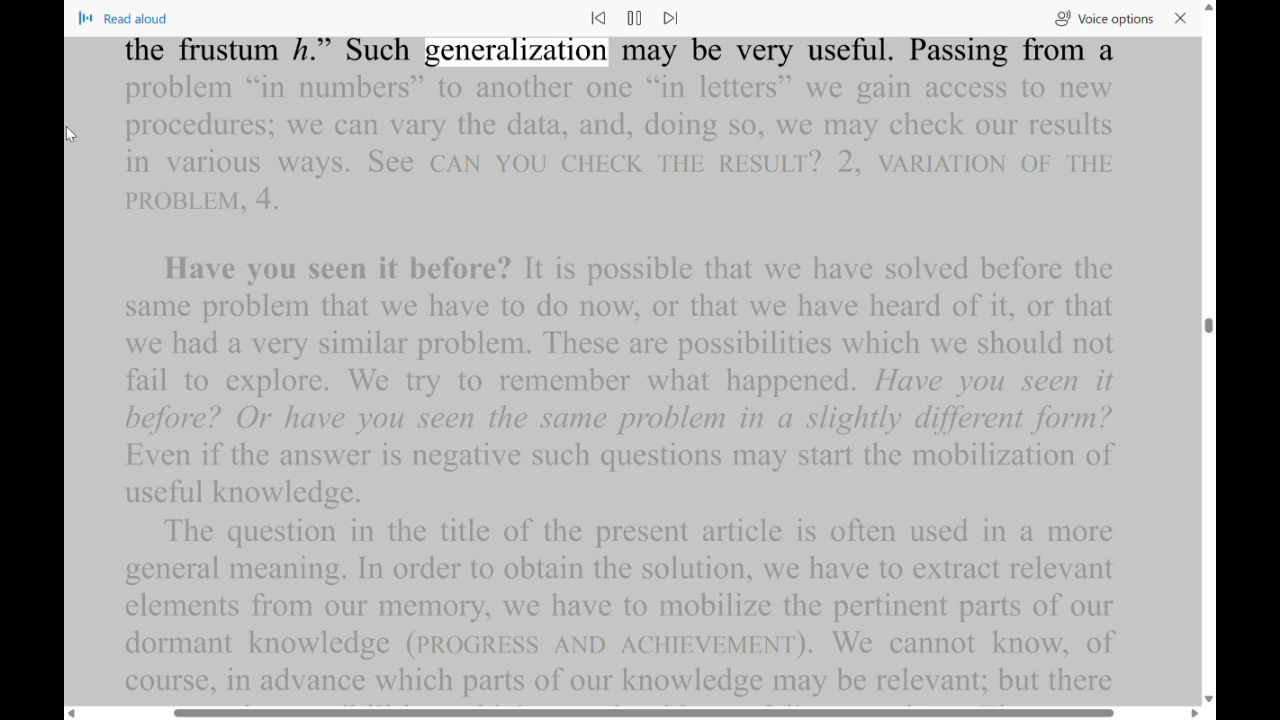 Read aloud
Voice options
the frustum h.” Such generalization may be very useful. Passing from a
problem “in numbers” to another one “in letters” we gain access to new
procedures; we can vary the data, and, doing so, we may check our results
in various ways. See CAN YOU CHECK THE RESULT? 2, VARIATION OF THE
PROBLEM, 4.
Have you seen it before? It is possible that we have solved before the
same problem that we have to do now, or that we have heard of it, or that
we had a very similar problem. These are possibilities which we should not
fail to explore. We try to remember what happened. Have you seen it
before? Or have you seen the same problem in a slightly different form?
Even if the answer is negative such questions may start the mobilization of
useful knowledge.
The question in the title of the present article is often used in a more
general meaning. In order to obtain the solution, we have to extract relevant
elements from our memory, we have to mobilize the pertinent parts of our
dormant knowledge (PROGRESS AND ACHIEVEMENT). We cannot know, of
course, in advance which parts of our knowledge may be relevant; but there